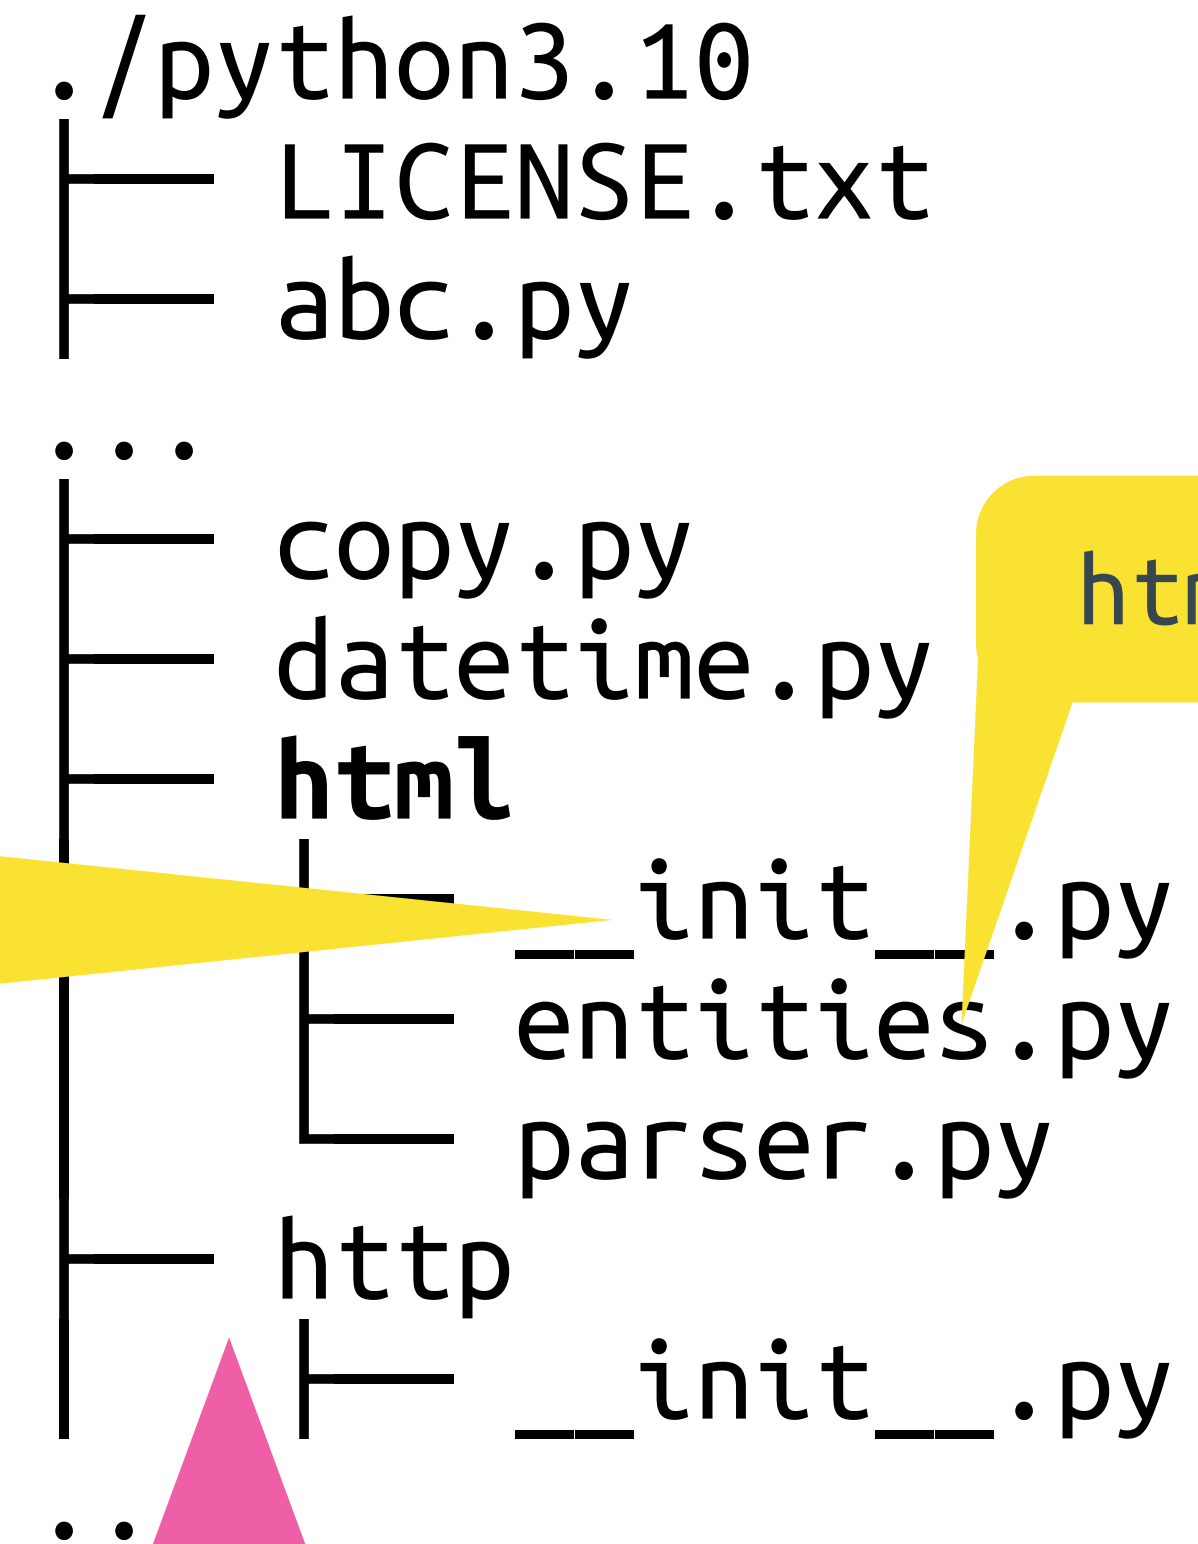 ./python3.10
LICENSE.txt
abc.py
...
copy.py
datetime.py
html
__init__.py
entities.py
parser.py
http
__init__.py
..